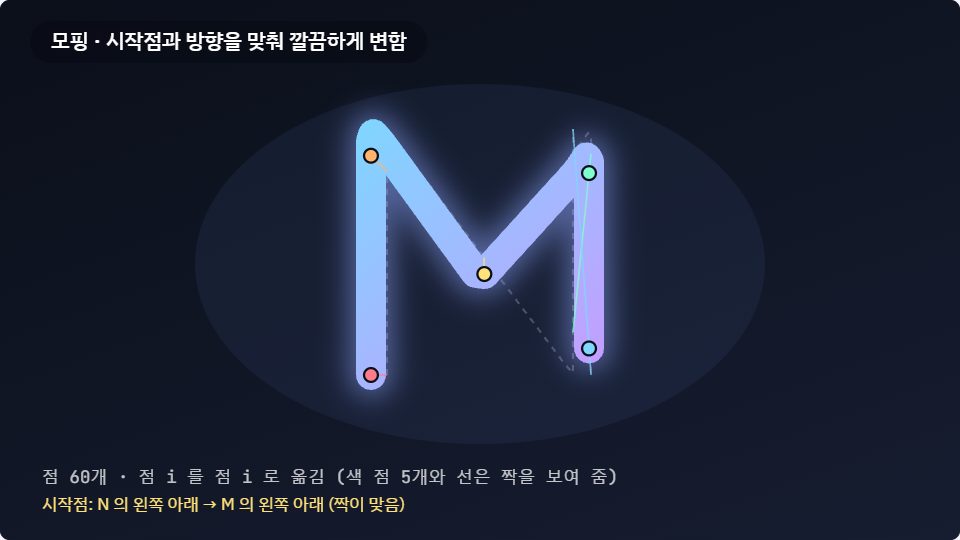 모핑 · 시작점과 방향을 맞춰 깔끔하게 변함
M
점 60개 · 점 i 를 점 i 로 옮김 (색 점 5개와 선은 짝을 보여 줌)
시작점: N 의 왼쪽 아래 → M 의 왼쪽 아래 (짝이 맞음)